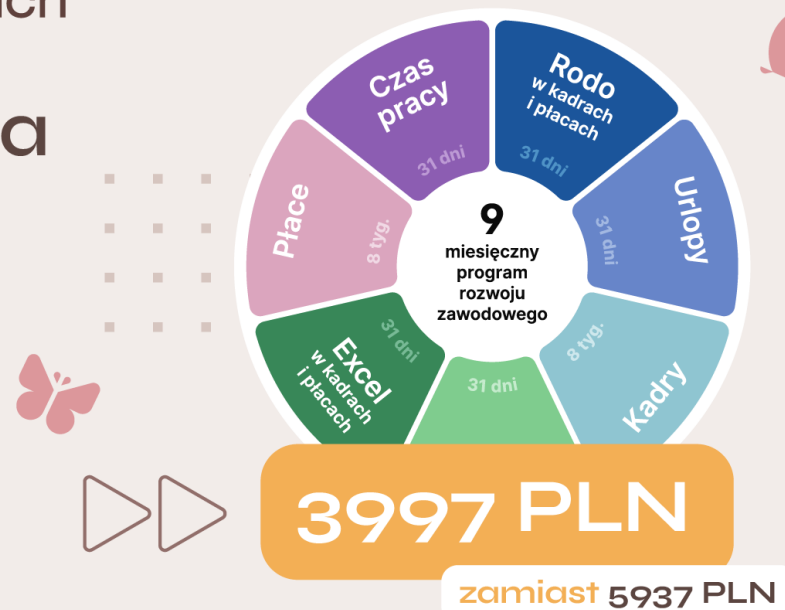 a
Czas
pracy
31 dni
Rodo
w kadrach
i płacach
31 dni
Urlopy
31 dni
Kadry
8 tyg.
31 dni
Excel
w kadrach
i płacach
31 dni
Płace
8 tyg.
9
miesięczny
program
rozwoju
zawodowego
3997 PLN
zamiast 5937 PLN